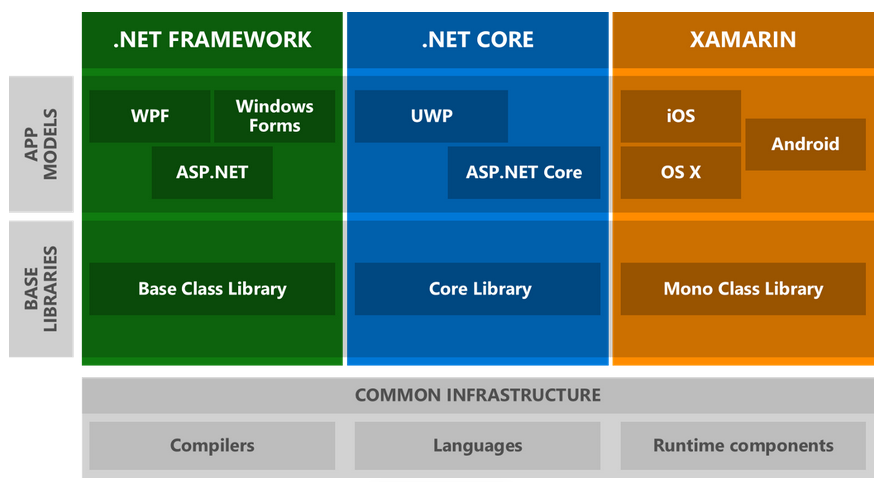 .NET FRAMEWORK
.NET CORE
XAMARIN
APP
MODELS
WPF
Windows
Forms
ASP.NET
UWP
ASP.NET Core
iOS
OS X
Android
BASE
LIBRARIES
Base Class Library
Core Library
Mono Class Library
COMMON INFRASTRUCTURE
Compilers
Languages
Runtime components